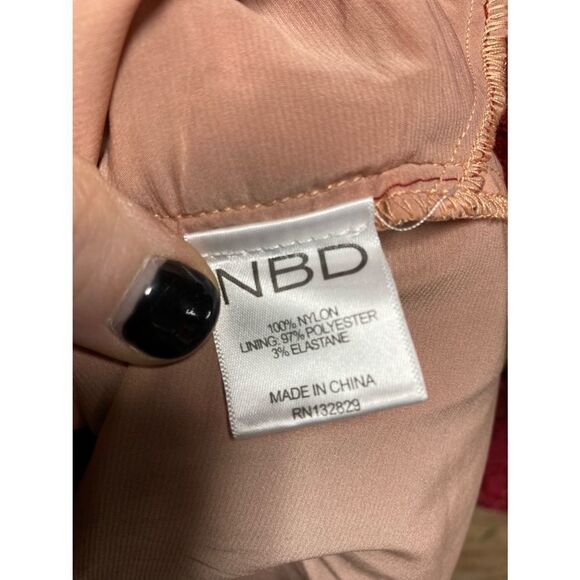 NBD
100% NYLON
LINING: 97% POLYESTER
3% ELASTANE
MADE IN CHINA
RN132829